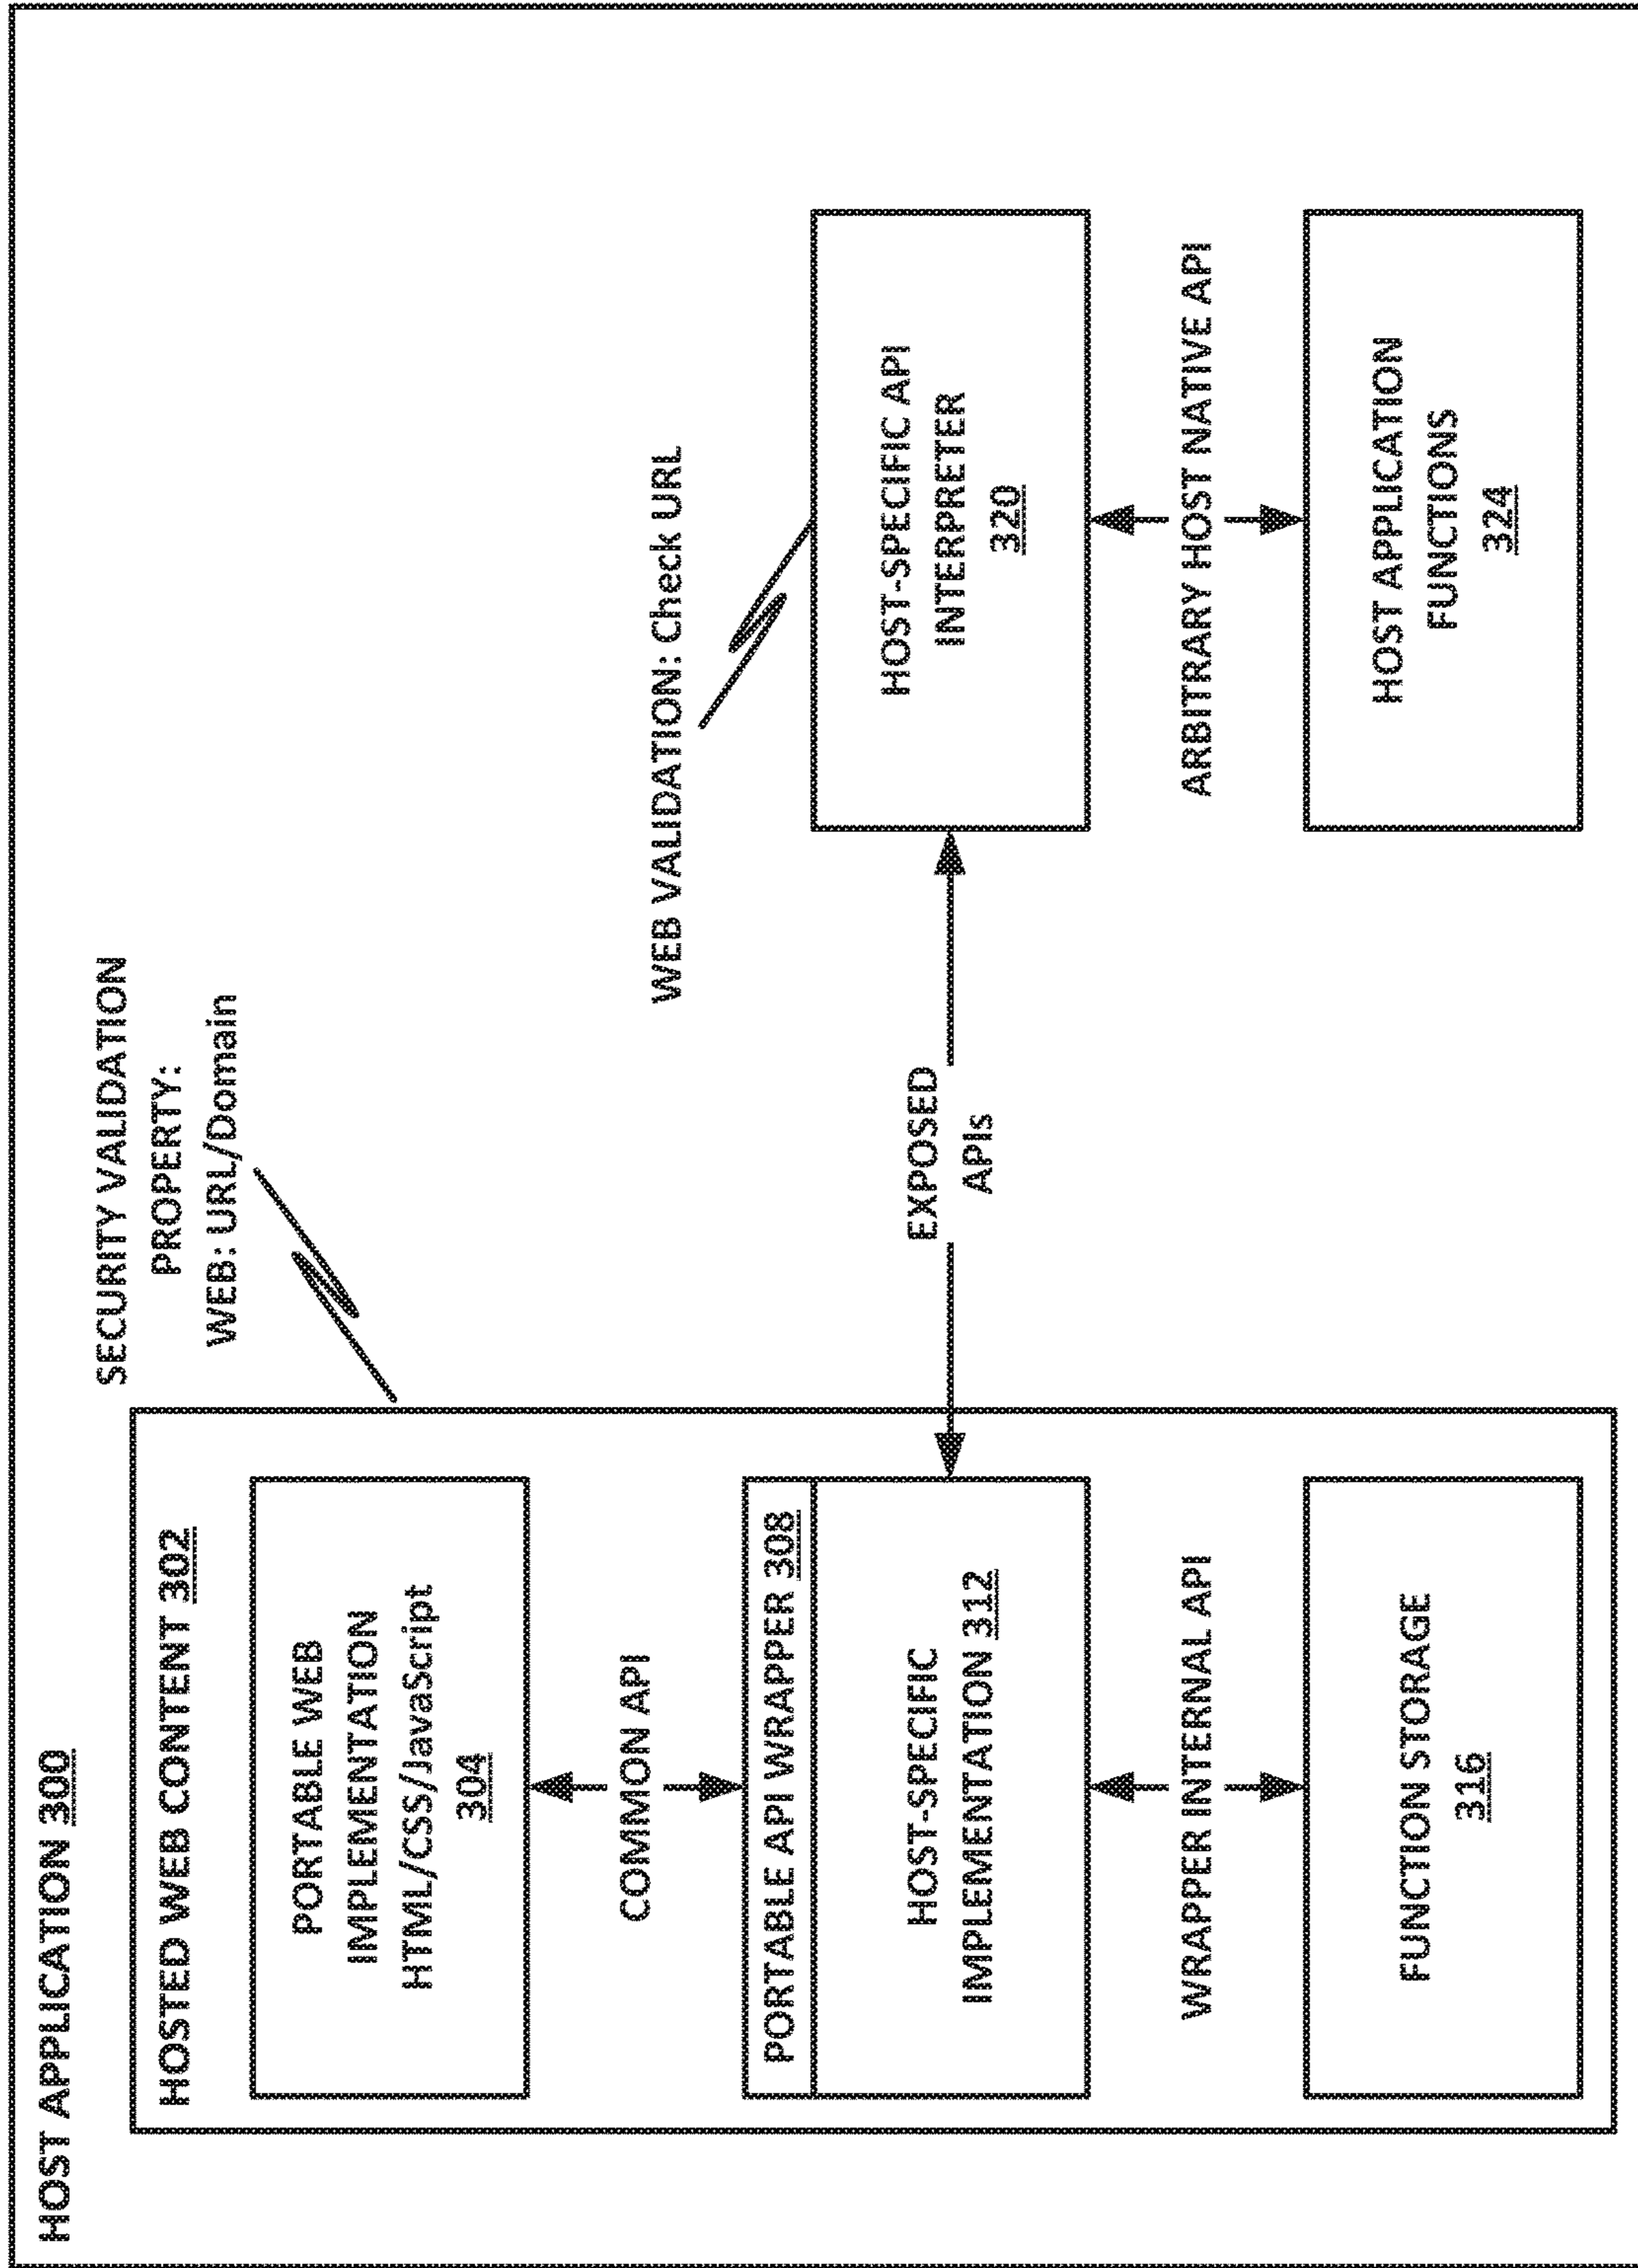 HOST APPLICATION 300
HOSTED WEB CONTENT 302
PORTABLE WEB
IMPLEMENTATION
HTML/CSS/JavaScript
304
COMMON API
PORTABLE API WRAPPER 308
HOST-SPECIFIC
IMPLEMENTATION 312
WRAPPER INTERNAL API
FUNCTION STORAGE
316
SECURITY VALIDATION
PROPERTY:
WEB: URL/Domain
EXPOSED
APIs
WEB VALIDATION: Check URL
HOST-SPECIFIC API
INTERPRETER
320
ARBITRARY HOST NATIVE API
HOST APPLICATION
FUNCTIONS
324